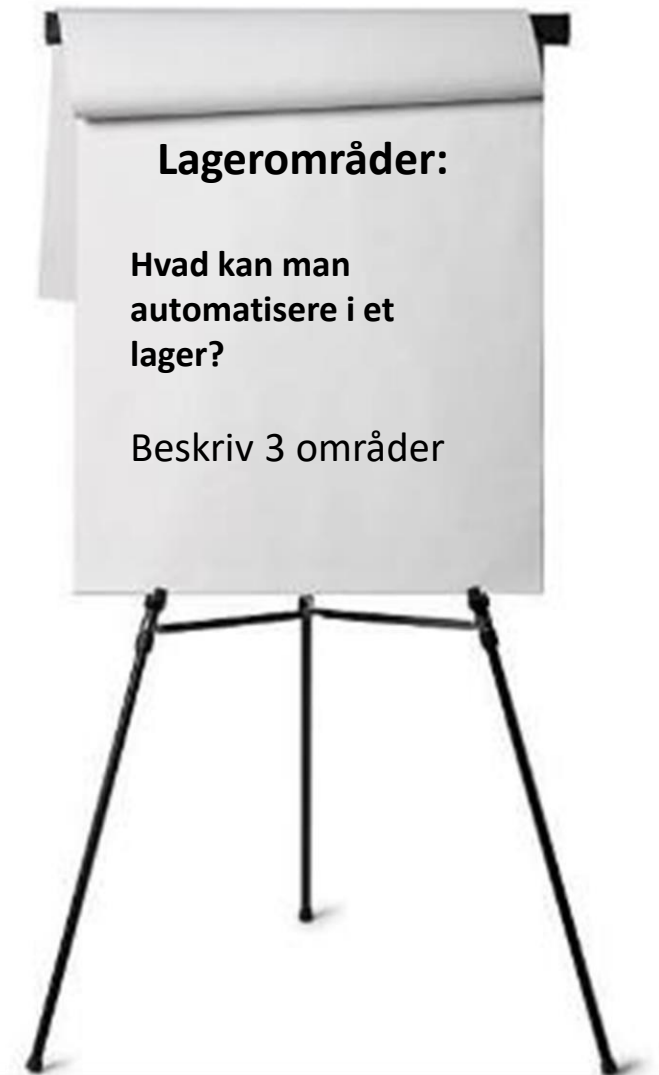 Lagerområder:
Hvad kan man
automatisere i et
lager?
Beskriv 3 områder